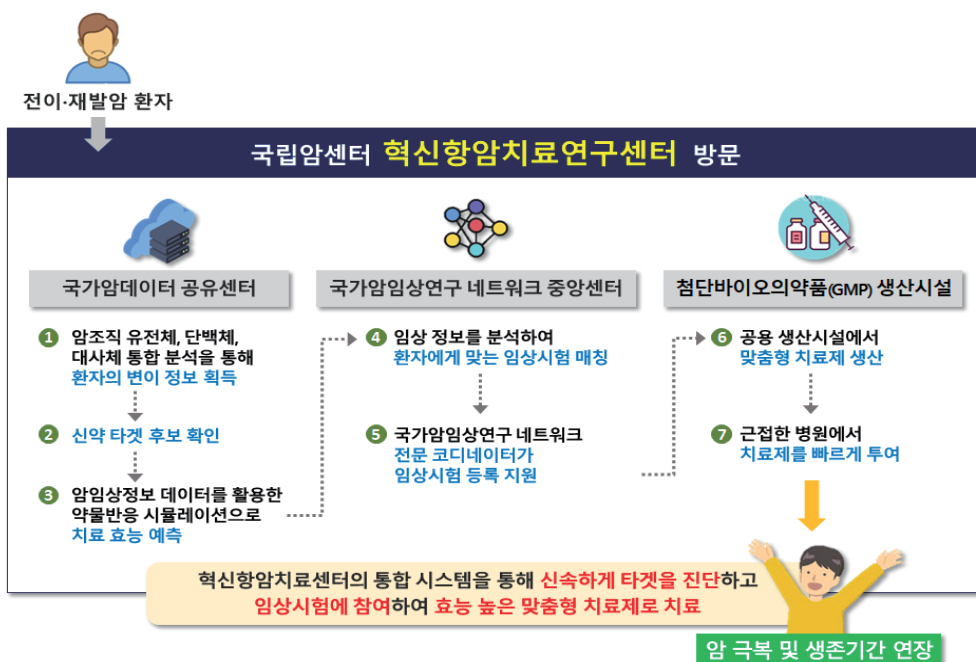 전이·재발암 환자
국립암센터 혁신항암치료연구센터 방문
국가암데이터 공유센터
1 암조직 유전체, 단백체,
대사체 통합 분석을 통해
환자의 변이 정보 획득
2 신약 타겟 후보 확인
3 암임상정보 데이터를 활용한
약물반응 시뮬레이션으로
치료 효능 예측
국가암임상연구 네트워크 중앙센터
4 임상 정보를 분석하여
환자에게 맞는 임상시험 매칭
5 국가암임상연구 네트워크
전문 코디네이터가
임상시험 등록 지원
첨단바이오의약품(GMP) 생산시설
6 공용 생산시설에서
맞춤형 치료제 생산
7 근접한 병원에서
치료제를 빠르게 투여
혁신항암치료센터의 통합 시스템을 통해 신속하게 타겟을 진단하고
임상시험에 참여하여 효능 높은 맞춤형 치료제로 치료
암 극복 및 생존기간 연장